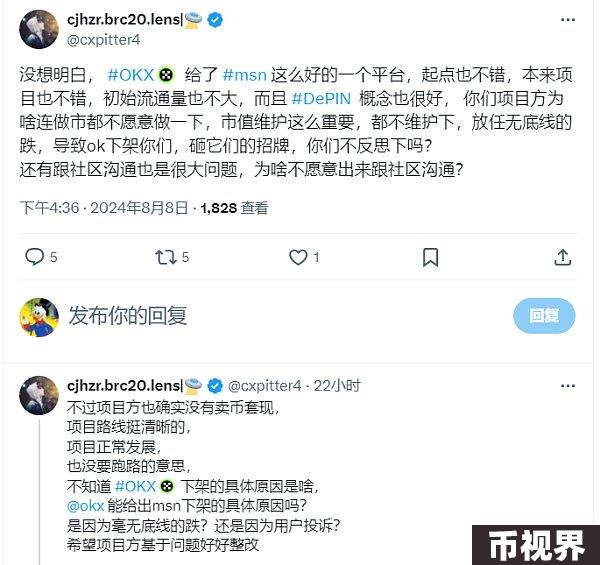 cjhzr.brc20.lens|🛸
@cxpitter4
没想明白， #OKX 给了 #msn 这么好的一个平台，起点也不错，本来项
目也不错，初始流通量也不大，而且 #DePIN 概念也很好， 你们项目方为
啥连做市都不愿意做一下，市值维护这么重要，都不维护下，放任无底线的
跌，导致ok下架你们，砸它们的招牌，你们不反思下吗？
还有跟社区沟通也是很大问题，为啥不愿意出来跟社区沟通？
下午4:36 · 2024年8月8日 · 1,828 查看
5 5 1
发布你的回复 回复
cjhzr.brc20.lens|🛸 @cxpitter4 · 22小时
不过项目方也确实没有卖币套现，
项目路线挺清晰的，
项目正常发展，
也没要跑路的意思，
不知道 #OKX 下架的具体原因是啥，
@okx 能给出msn下架的具体原因吗？
是因为毫无底线的跌？还是因为用户投诉？
希望项目方基于问题好好整改
币视界